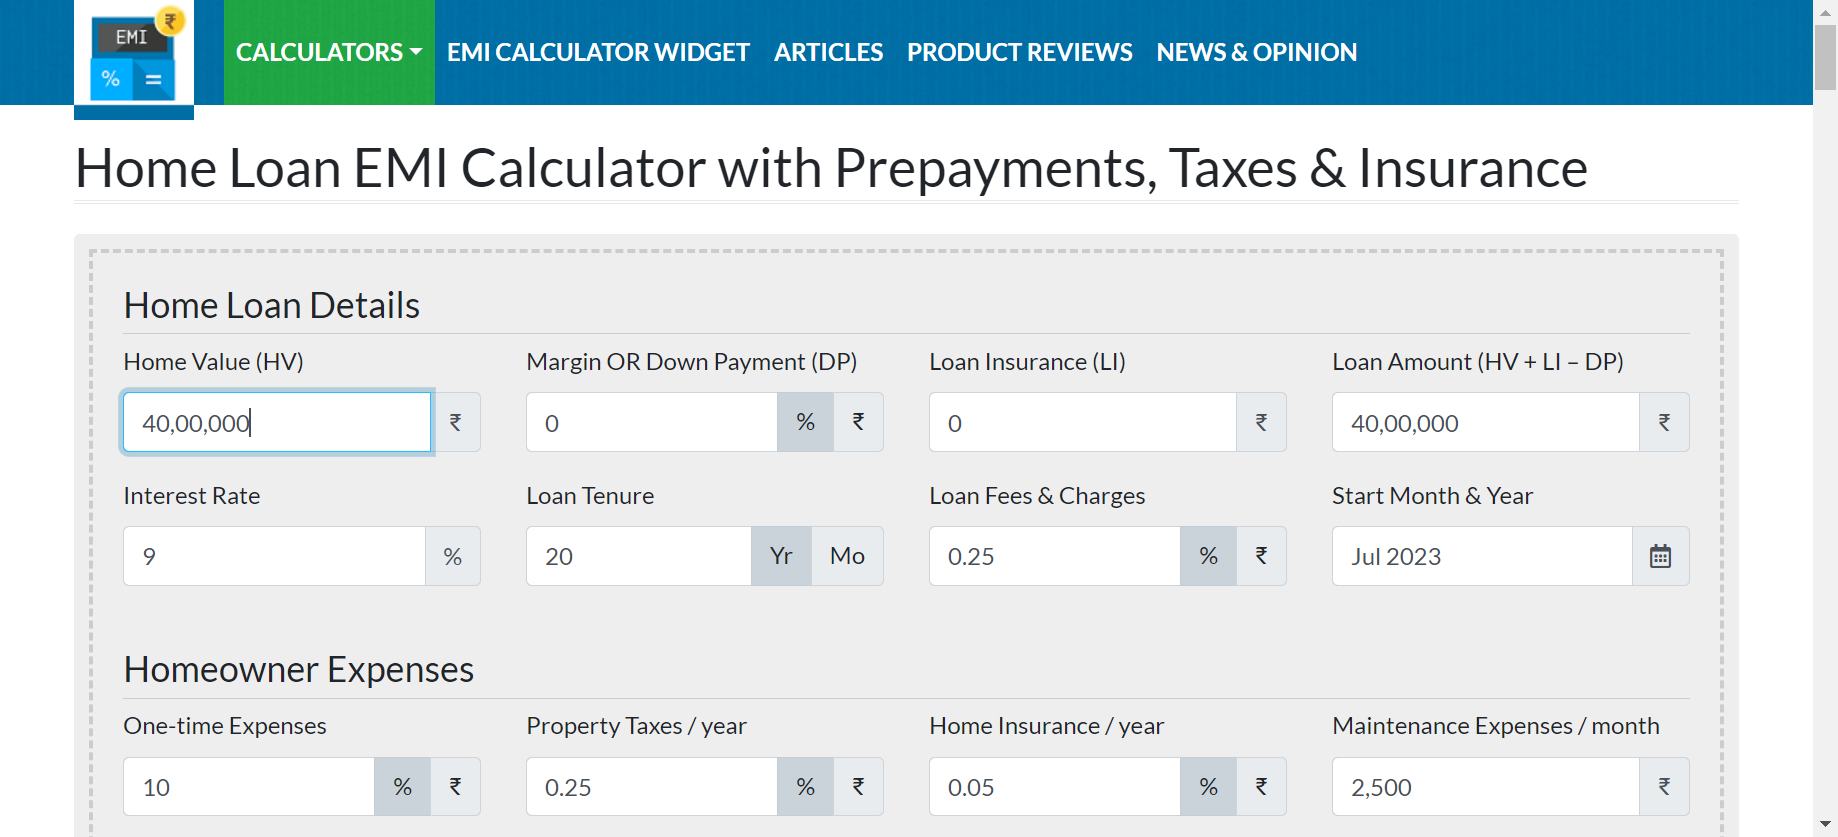 EMI ₹
% =
CALCULATORS EMI CALCULATOR WIDGET ARTICLES PRODUCT REVIEWS NEWS & OPINION
Home Loan EMI Calculator with Prepayments, Taxes & Insurance
Home Loan Details
Home Value (HV) Margin OR Down Payment (DP) Loan Insurance (LI) Loan Amount (HV + LI – DP)
40,00,000 ₹ 0 % ₹ 0 ₹ 40,00,000 ₹
Interest Rate Loan Tenure Loan Fees & Charges Start Month & Year
9 % 20 Yr Mo 0.25 % ₹ Jul 2023
Homeowner Expenses
One-time Expenses Property Taxes / year Home Insurance / year Maintenance Expenses / month
10 % ₹ 0.25 % ₹ 0.05 % ₹ 2,500 ₹